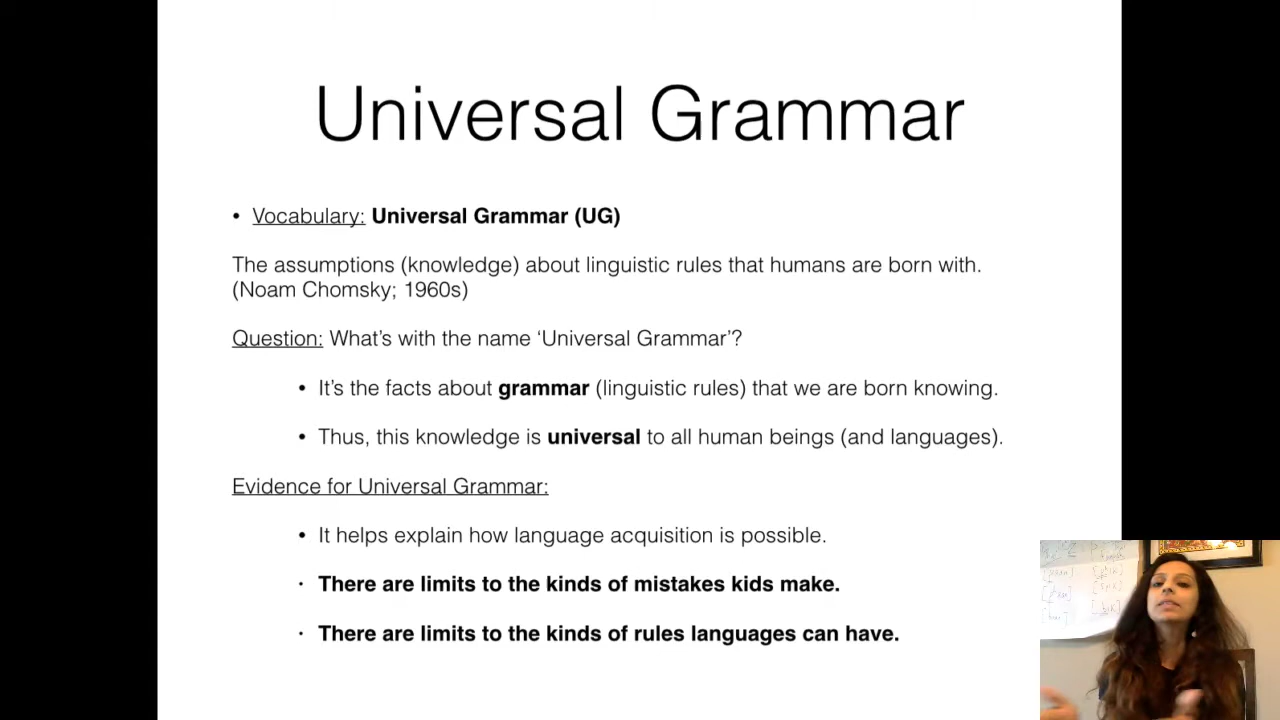 Universal Grammar
• Vocabulary: Universal Grammar (UG)
The assumptions (knowledge) about linguistic rules that humans are born with.
(Noam Chomsky; 1960s)
Question: What's with the name ‘Universal Grammar’?
• It's the facts about grammar (linguistic rules) that we are born knowing.
• Thus, this knowledge is universal to all human beings (and languages).
Evidence for Universal Grammar:
• It helps explain how language acquisition is possible.
· There are limits to the kinds of mistakes kids make.
· There are limits to the kinds of rules languages can have.